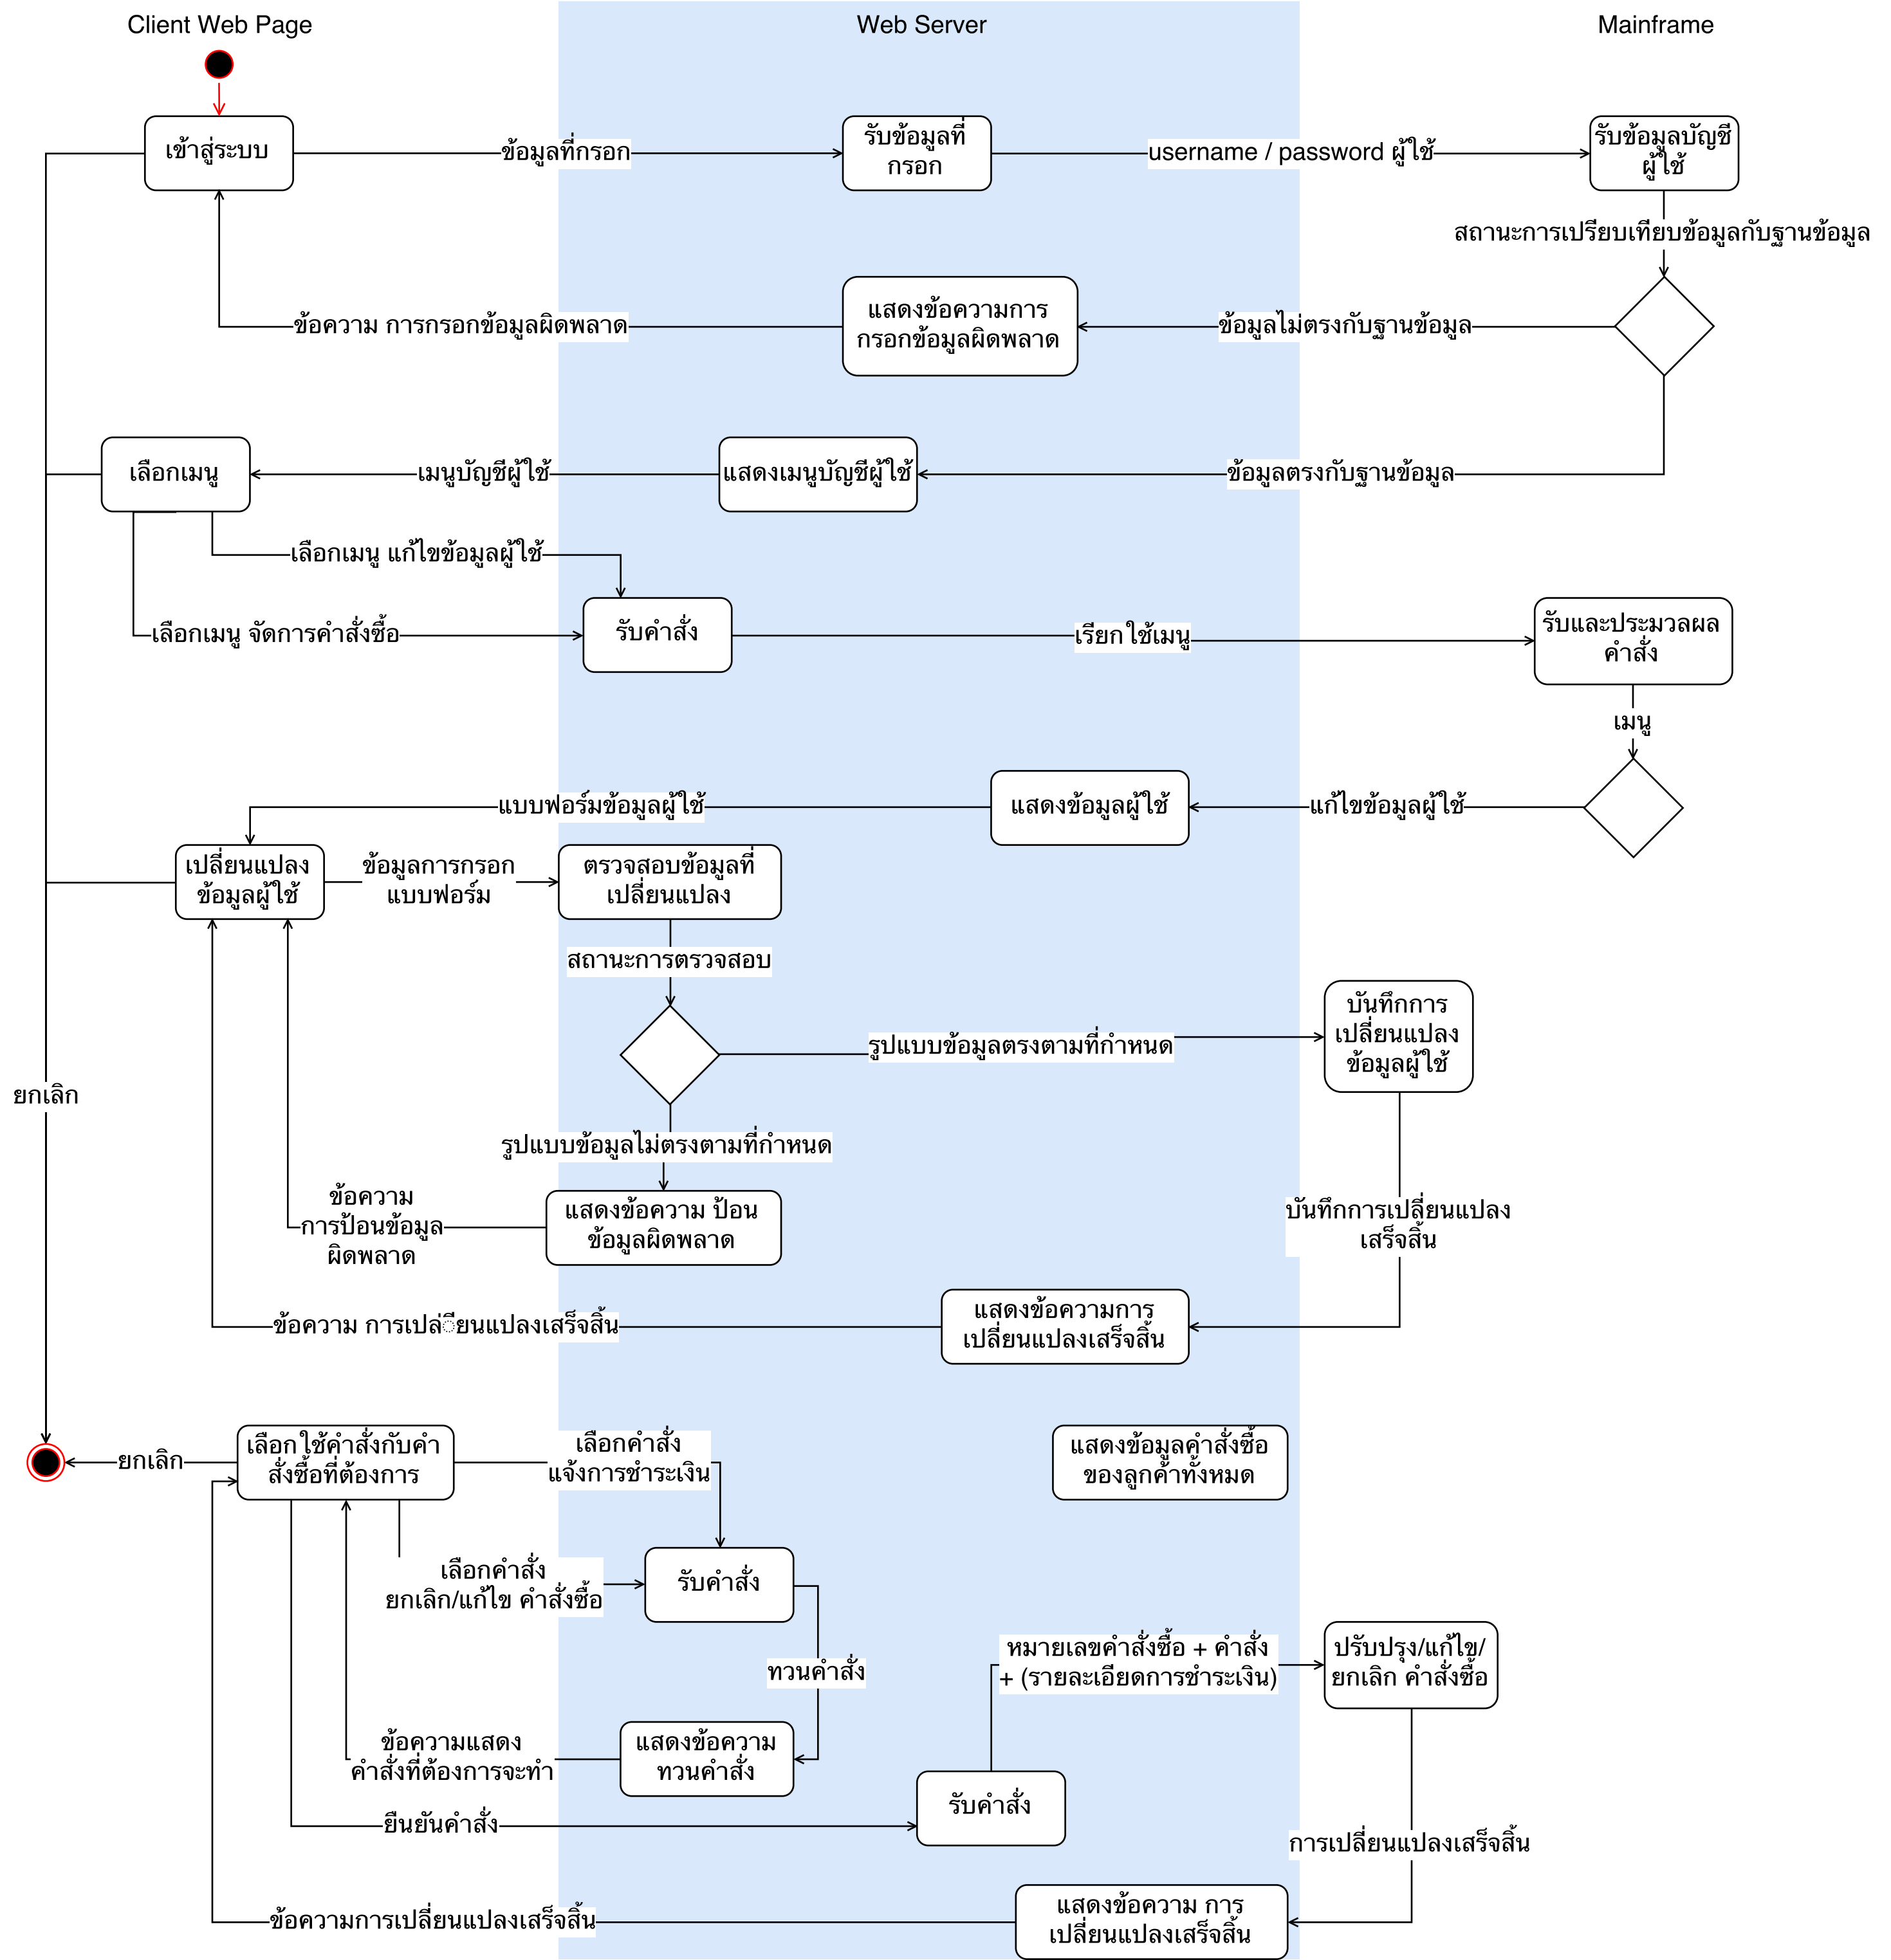 Client Web Page
Web Server
Mainframe
เข้าสู่ระบบ
ข้อมูลที่กรอก
รับข้อมูลที่
กรอก
username / password ผู้ใช้
รับข้อมูลบัญชี
ผู้ใช้
สถานะการเปรียบเทียบข้อมูลกับฐานข้อมูล
ข้อความ การกรอกข้อมูลผิดพลาด
แสดงข้อความการ
กรอกข้อมูลผิดพลาด
ข้อมูลไม่ตรงกับฐานข้อมูล
เลือกเมนู
เมนูบัญชีผู้ใช้
แสดงเมนูบัญชีผู้ใช้
ข้อมูลตรงกับฐานข้อมูล
เลือกเมนู แก้ไขข้อมูลผู้ใช้
เลือกเมนู จัดการคำสั่งซื้อ
รับคำสั่ง
เรียกใช้เมนู
รับและประมวลผล
คำสั่ง
เมนู
แบบฟอร์มข้อมูลผู้ใช้
แสดงข้อมูลผู้ใช้
แก้ไขข้อมูลผู้ใช้
เปลี่ยนแปลง
ข้อมูลผู้ใช้
ข้อมูลการกรอก
แบบฟอร์ม
ตรวจสอบข้อมูลที่
เปลี่ยนแปลง
สถานะการตรวจสอบ
รูปแบบข้อมูลตรงตามที่กำหนด
บันทึกการ
เปลี่ยนแปลง
ข้อมูลผู้ใช้
ยกเลิก
รูปแบบข้อมูลไม่ตรงตามที่กำหนด
ข้อความ
การป้อนข้อมูล
ผิดพลาด
แสดงข้อความ ป้อน
ข้อมูลผิดพลาด
บันทึกการเปลี่ยนแปลง
เสร็จสิ้น
ข้อความ การเปล่ียนแปลงเสร็จสิ้น
แสดงข้อความการ
เปลี่ยนแปลงเสร็จสิ้น
ยกเลิก
เลือกใช้คำสั่งกับคำ
สั่งซื้อที่ต้องการ
เลือกคำสั่ง
แจ้งการชำระเงิน
แสดงข้อมูลคำสั่งซื้อ
ของลูกค้าทั้งหมด
เลือกคำสั่ง
ยกเลิก/แก้ไข คำสั่งซื้อ
รับคำสั่ง
ทวนคำสั่ง
หมายเลขคำสั่งซื้อ + คำสั่ง
+ (รายละเอียดการชำระเงิน)
ปรับปรุง/แก้ไข/
ยกเลิก คำสั่งซื้อ
ข้อความแสดง
คำสั่งที่ต้องการจะทำ
แสดงข้อความ
ทวนคำสั่ง
ยืนยันคำสั่ง
รับคำสั่ง
การเปลี่ยนแปลงเสร็จสิ้น
ข้อความการเปลี่ยนแปลงเสร็จสิ้น
แสดงข้อความ การ
เปลี่ยนแปลงเสร็จสิ้น